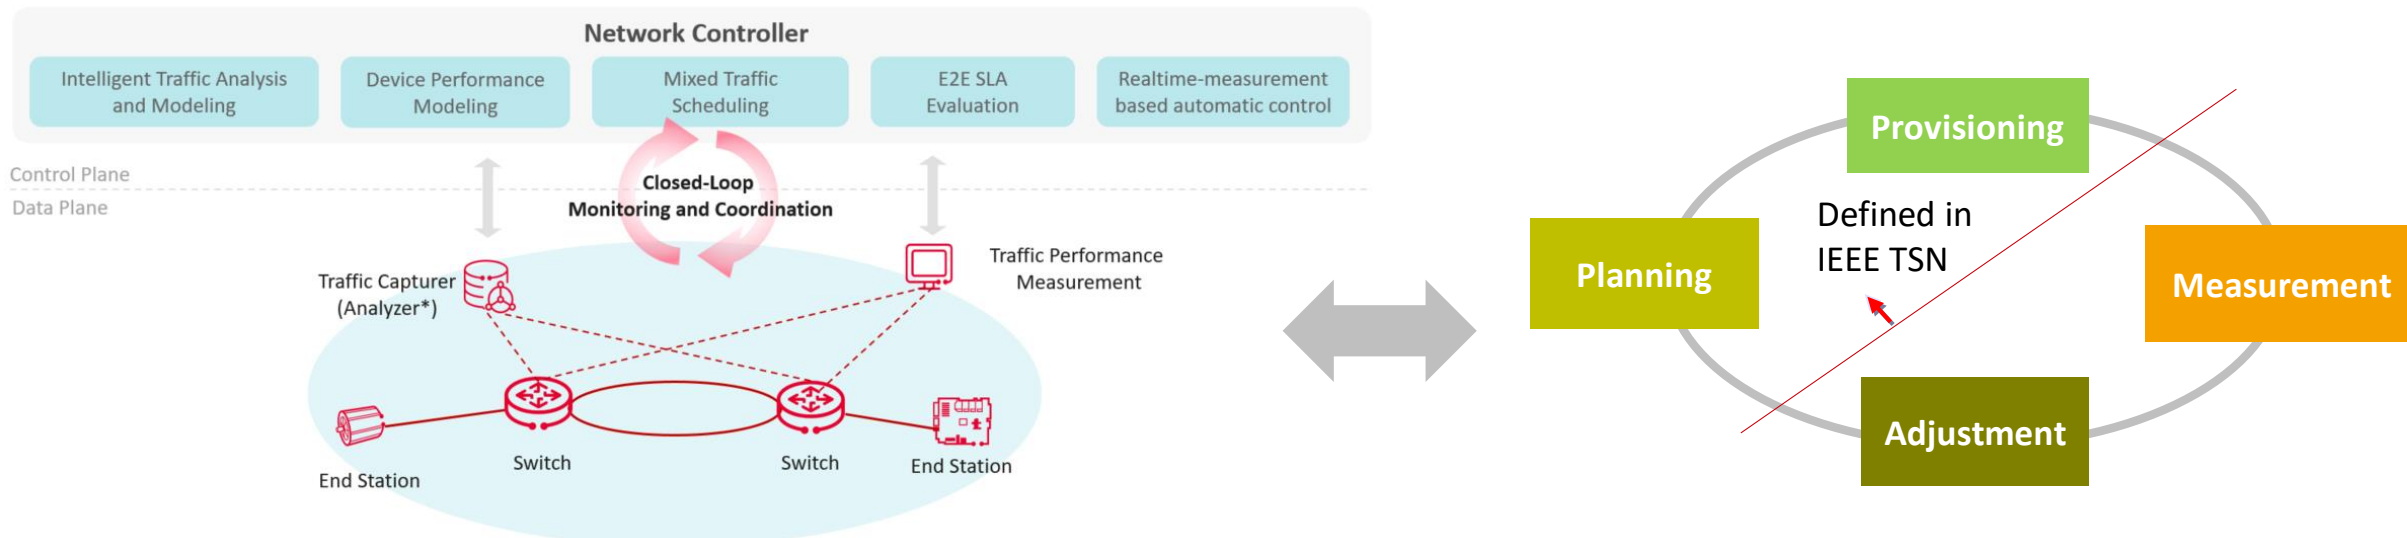 Network Controller
Intelligent Traffic Analysis
and Modeling
Device Performance
Modeling
Mixed Traffic
Scheduling
E2E SLA
Evaluation
Realtime-measurement
based automatic control
Control Plane
Data Plane
Closed-Loop
Monitoring and Coordination
Traffic Capturer
(Analyzer*)
Traffic Performance
Measurement
End Station
Switch
Switch
End Station
Provisioning
Defined in
IEEE TSN
Planning
Measurement
Adjustment